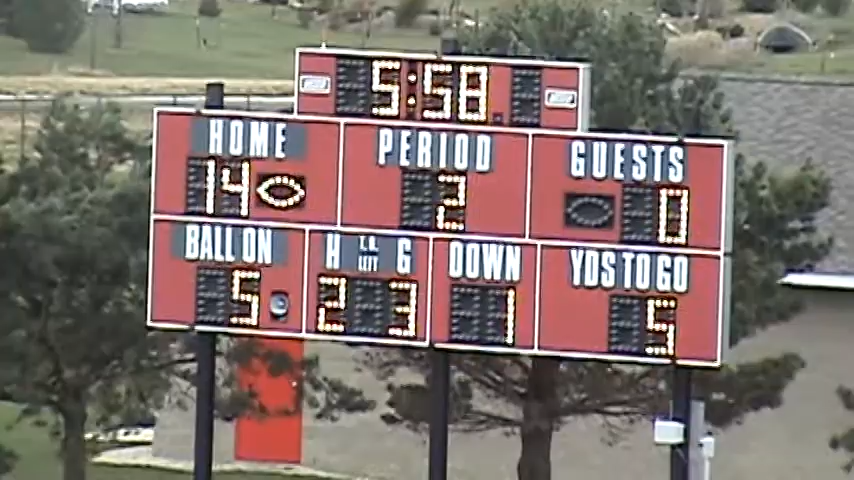 5:58
HOME PERIOD GUESTS
14 2 0
BALL ON H T.O. LEFT G DOWN YDS TO GO
5 2 3 1 5